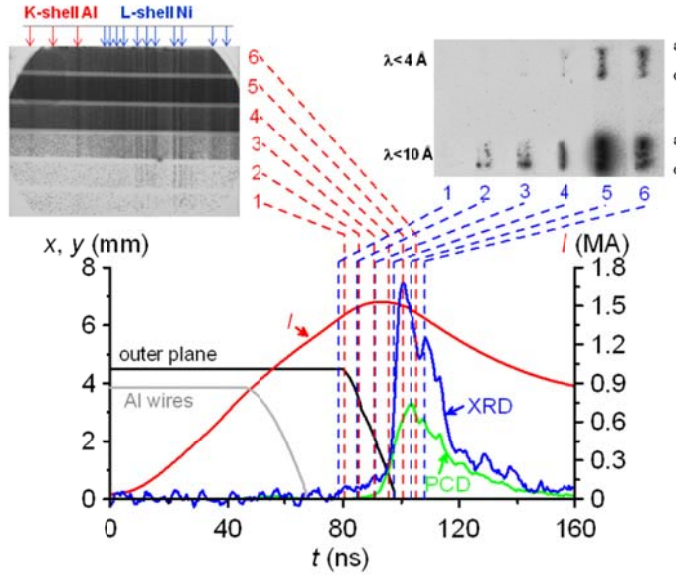 K-shell Al L-shell Ni
6
5
4
3
2
1
λ<4 Å
a
c
λ<10 Å
a
c
1 2 3 4 5 6
x, y (mm)
I (MA)
8
6
4
2
0
1.8
1.5
1.2
0.9
0.6
0.3
0
I
outer plane
Al wires
XRD
PCD
0 40 80 120 160
t (ns)